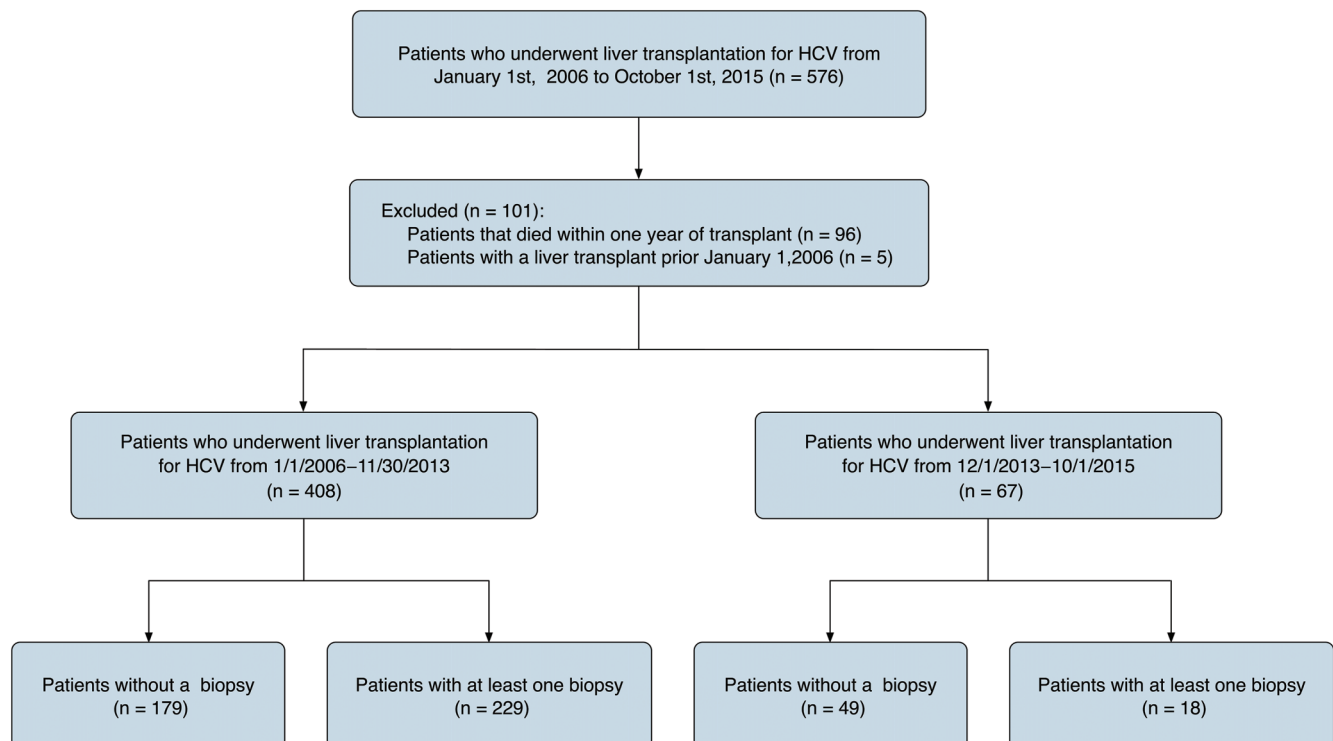 Patients who underwent liver transplantation for HCV from
January 1st, 2006 to October 1st, 2015 (n = 576)
Excluded (n = 101):
Patients that died within one year of transplant (n = 96)
Patients with a liver transplant prior January 1,2006 (n = 5)
Patients who underwent liver transplantation
for HCV from 1/1/2006–11/30/2013
(n = 408)
Patients who underwent liver transplantation
for HCV from 12/1/2013–10/1/2015
(n = 67)
Patients without a biopsy
(n = 179)
Patients with at least one biopsy
(n = 229)
Patients without a biopsy
(n = 49)
Patients with at least one biopsy
(n = 18)